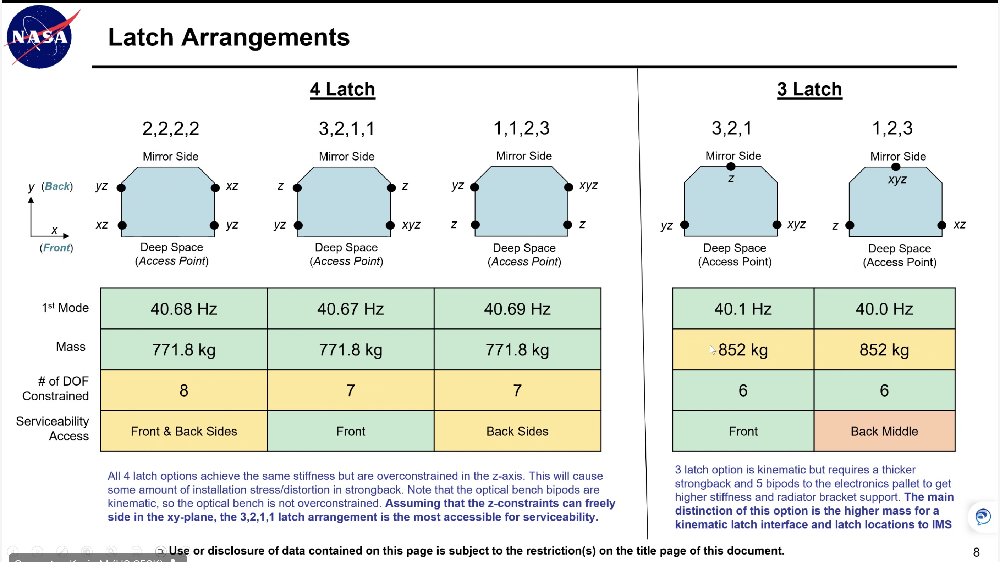 NASA
Latch Arrangements
4 Latch
3 Latch
2,2,2,2
3,2,1,1
1,1,2,3
3,2,1
1,2,3
Mirror Side
Mirror Side
Mirror Side
Mirror Side
Mirror Side
y (Back)
x
(Front)
yz
xz
xz
yz
z
z
yz
xyz
yz
xyz
z
z
z
yz
xyz
xyz
z
xz
Deep Space
(Access Point)
Deep Space
(Access Point)
Deep Space
(Access Point)
Deep Space
(Access Point)
Deep Space
(Access Point)
1st Mode
40.68 Hz
40.67 Hz
40.69 Hz
40.1 Hz
40.0 Hz
Mass
771.8 kg
771.8 kg
771.8 kg
852 kg
852 kg
# of DOF
Constrained
8
7
7
6
6
Serviceability
Access
Front & Back Sides
Front
Back Sides
Front
Back Middle
All 4 latch options achieve the same stiffness but are overconstrained in the z-axis. This will cause
some amount of installation stress/distortion in strongback. Note that the optical bench bipods are
kinematic, so the optical bench is not overconstrained. Assuming that the z-constraints can freely
side in the xy-plane, the 3,2,1,1 latch arrangement is the most accessible for serviceability.
3 latch option is kinematic but requires a thicker
strongback and 5 bipods to the electronics pallet to get
higher stiffness and radiator bracket support. The main
distinction of this option is the higher mass for a
kinematic latch interface and latch locations to IMS
Use or disclosure of data contained on this page is subject to the restriction(s) on the title page of this document.
8